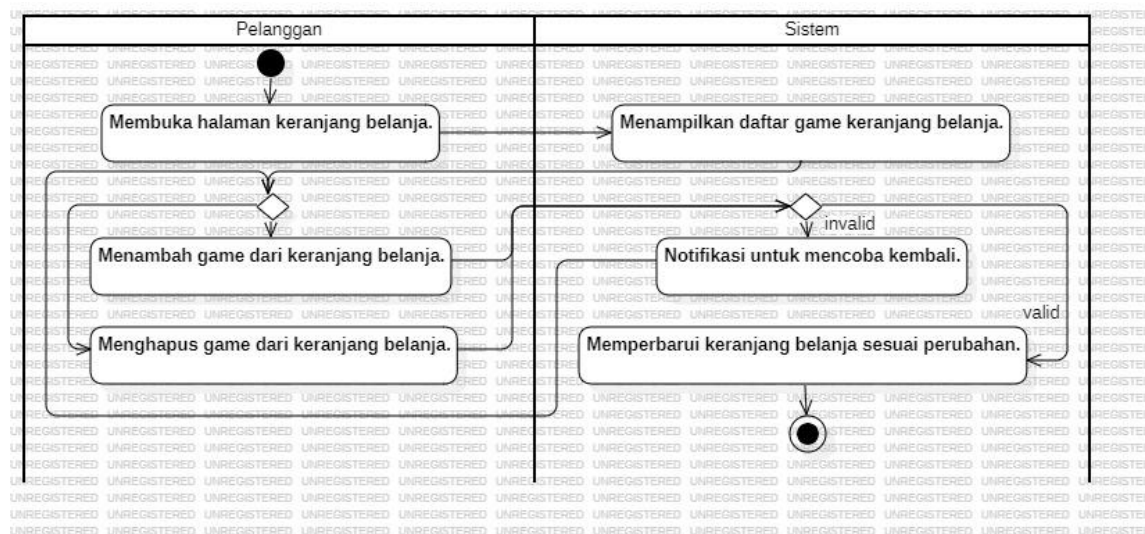 Pelanggan
Sistem
Membuka halaman keranjang belanja.
Menampilkan daftar game keranjang belanja.
invalid
Menambah game dari keranjang belanja.
Notifikasi untuk mencoba kembali.
valid
Menghapus game dari keranjang belanja.
Memperbarui keranjang belanja sesuai perubahan.
UNREGISTERED